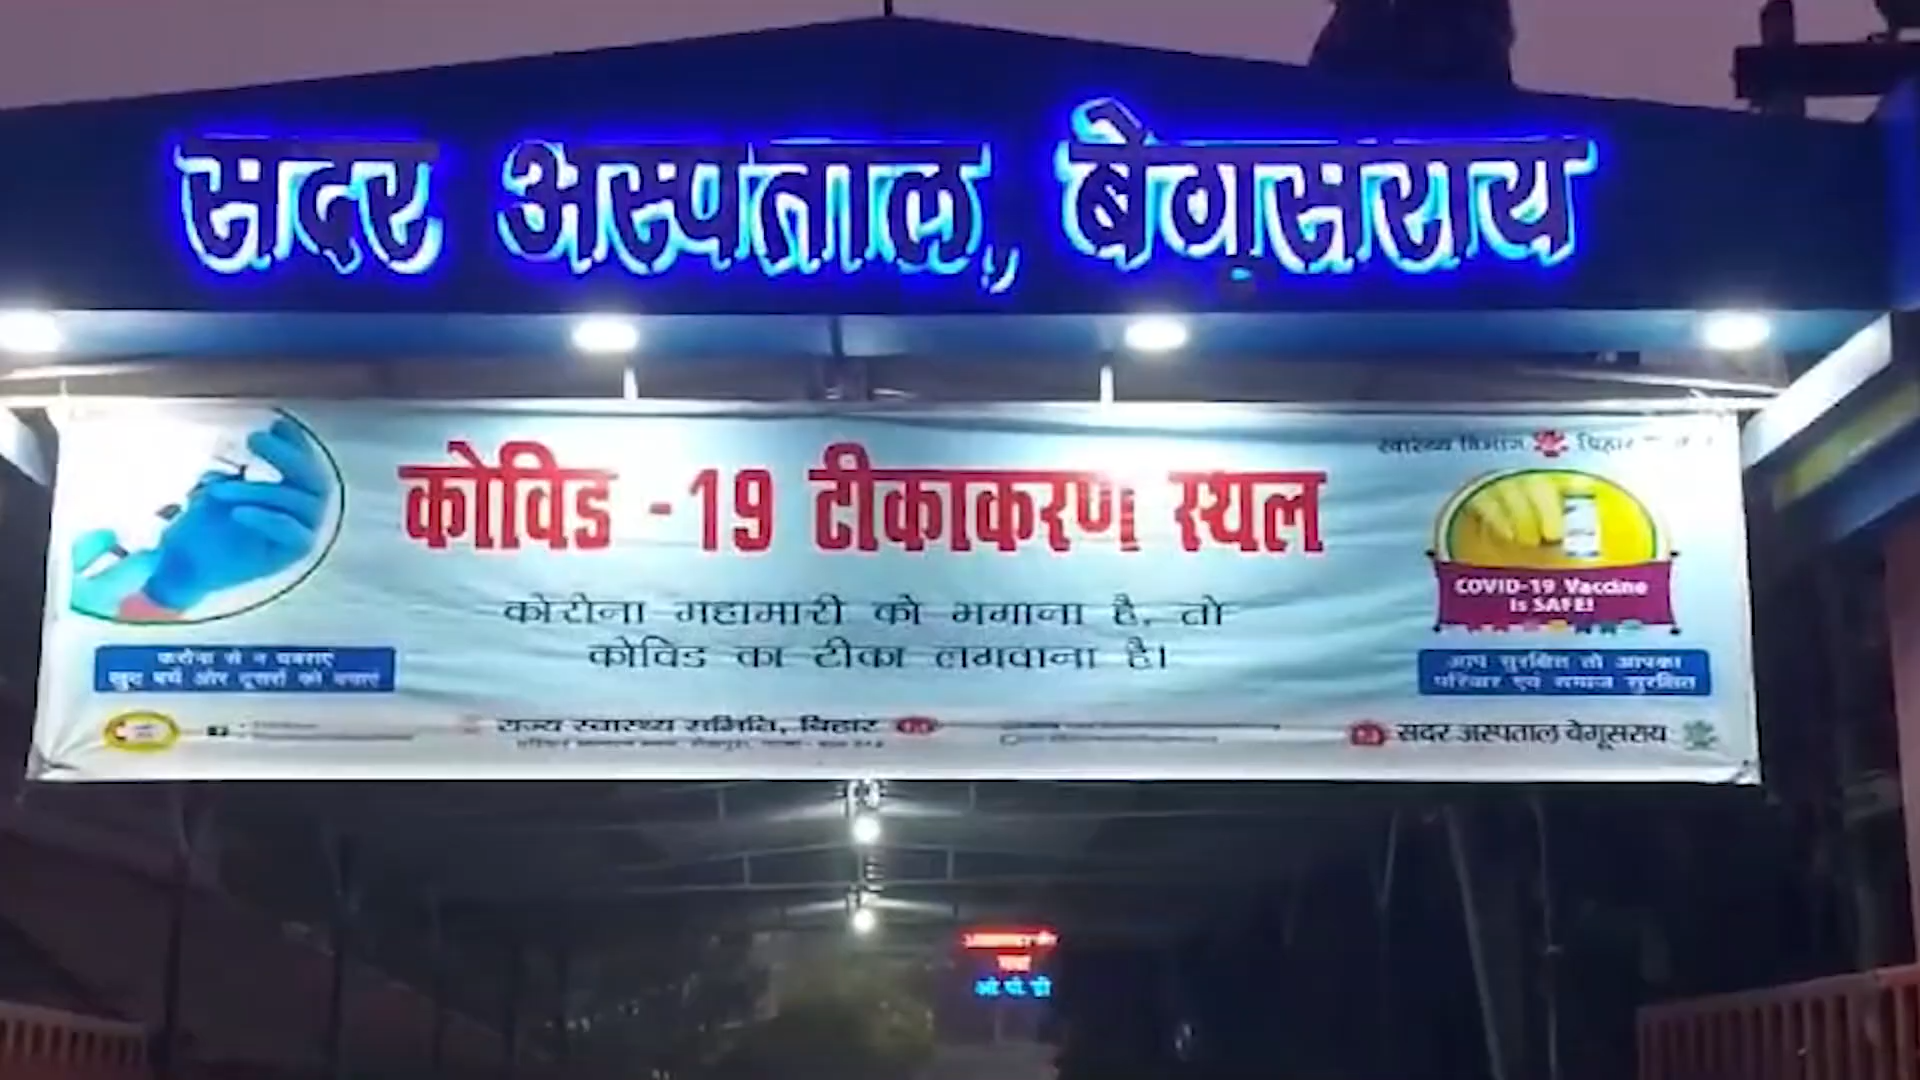 सदर अस्पताल, बेगूसराय
स्वास्थ्य विभाग बिहार
कोविड -19 टीकाकरण स्थल
COVID-19 Vaccine
Is SAFE!
कोरोना महामारी को भगाना है, तो
कोविड का टीका लगवाना है।
करोना से न घबराएं
खुद बचें और दूसरों को बचाएं
आप सुरक्षित तो आपका
परिवार एवं समाज सुरक्षित
राज्य स्वास्थ्य समिति, बिहार
सदर अस्पताल बेगूसराय
ओ. पी. डी